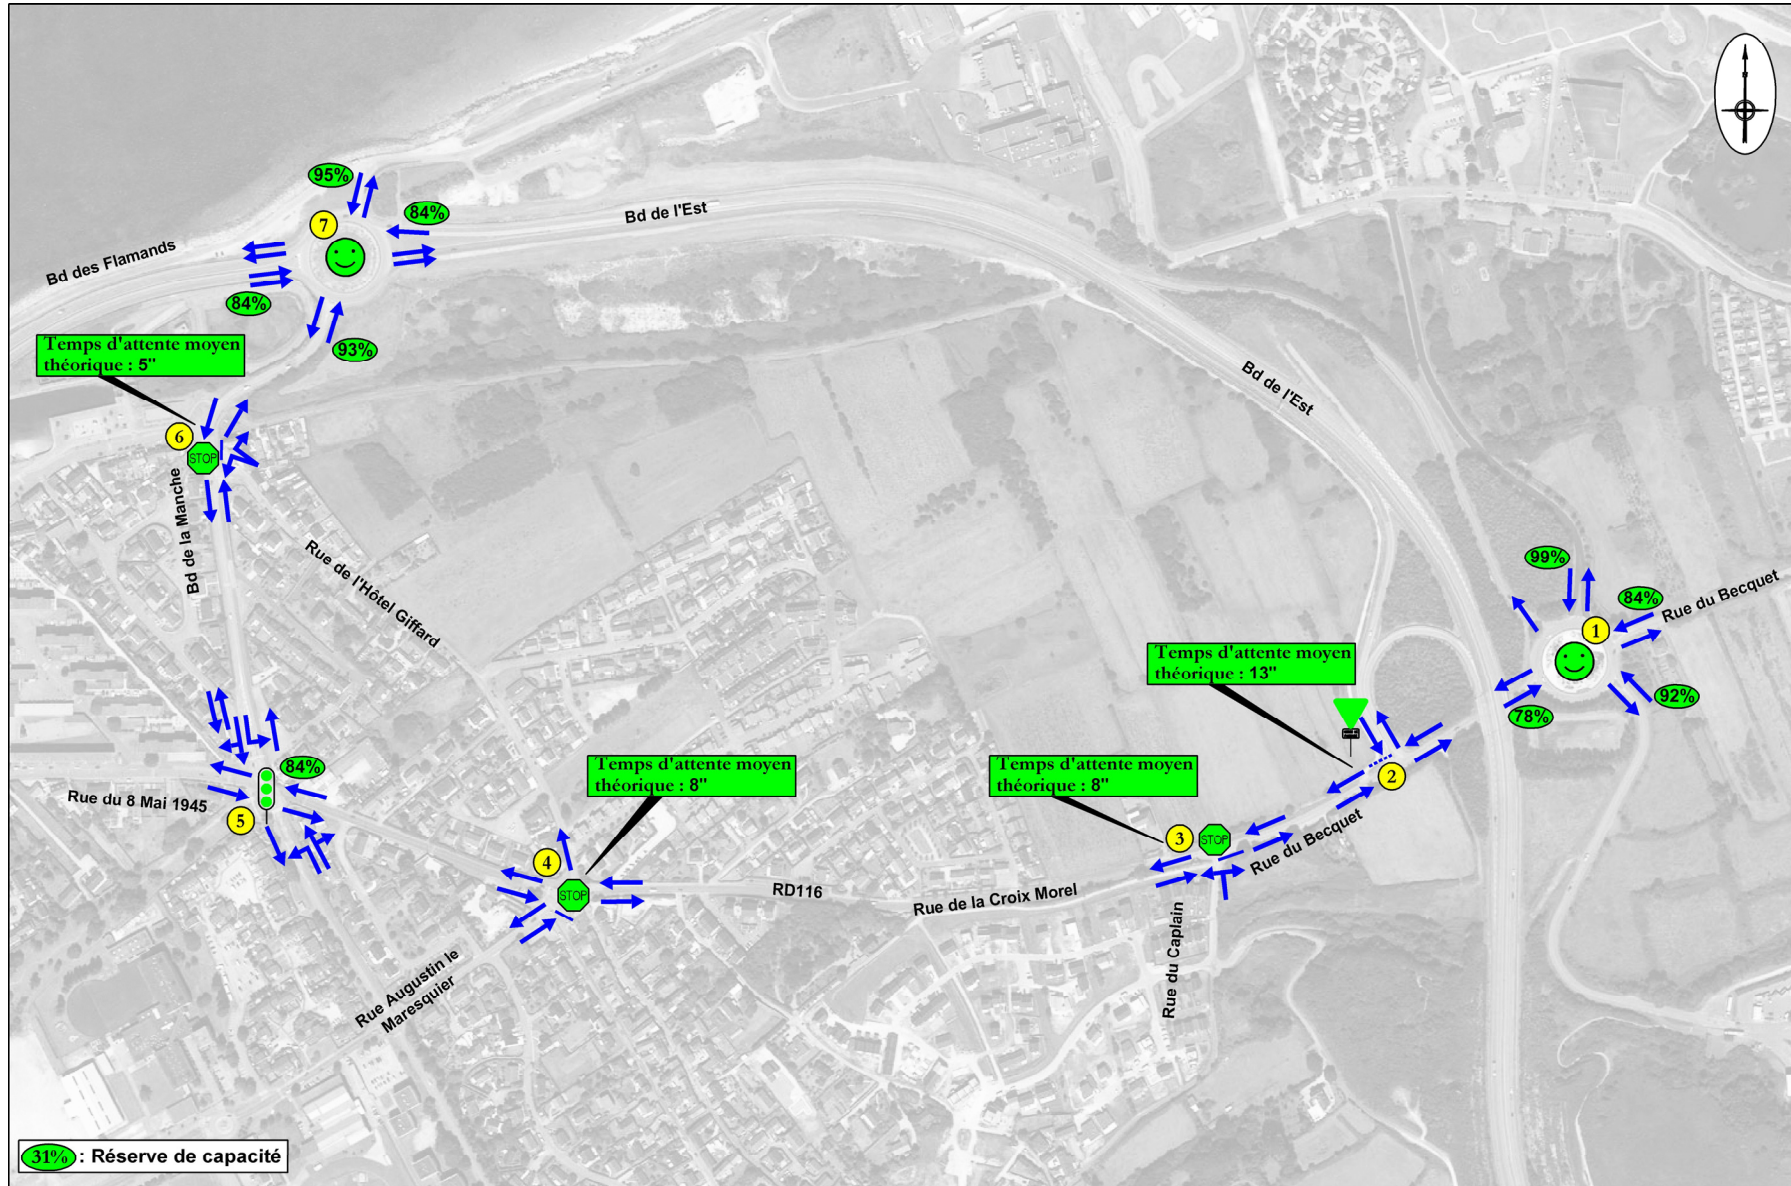 95%
84%
7
Bd de l'Est
Bd des Flamands
84%
93%
Temps d'attente moyen
théorique : 5"
6
STOP
Bd de la Manche
Rue de l'Hôtel Giffard
Bd de l'Est
99%
84%
Rue du Becquet
1
92%
78%
Temps d'attente moyen
théorique : 13"
2
84%
Rue du 8 Mai 1945
5
Temps d'attente moyen
théorique : 8"
4
STOP
RD116
Temps d'attente moyen
théorique : 8"
3
STOP
Rue du Becquet
Rue de la Croix Morel
Rue du Caplain
Rue Augustin le
Maresquier
31% : Réserve de capacité